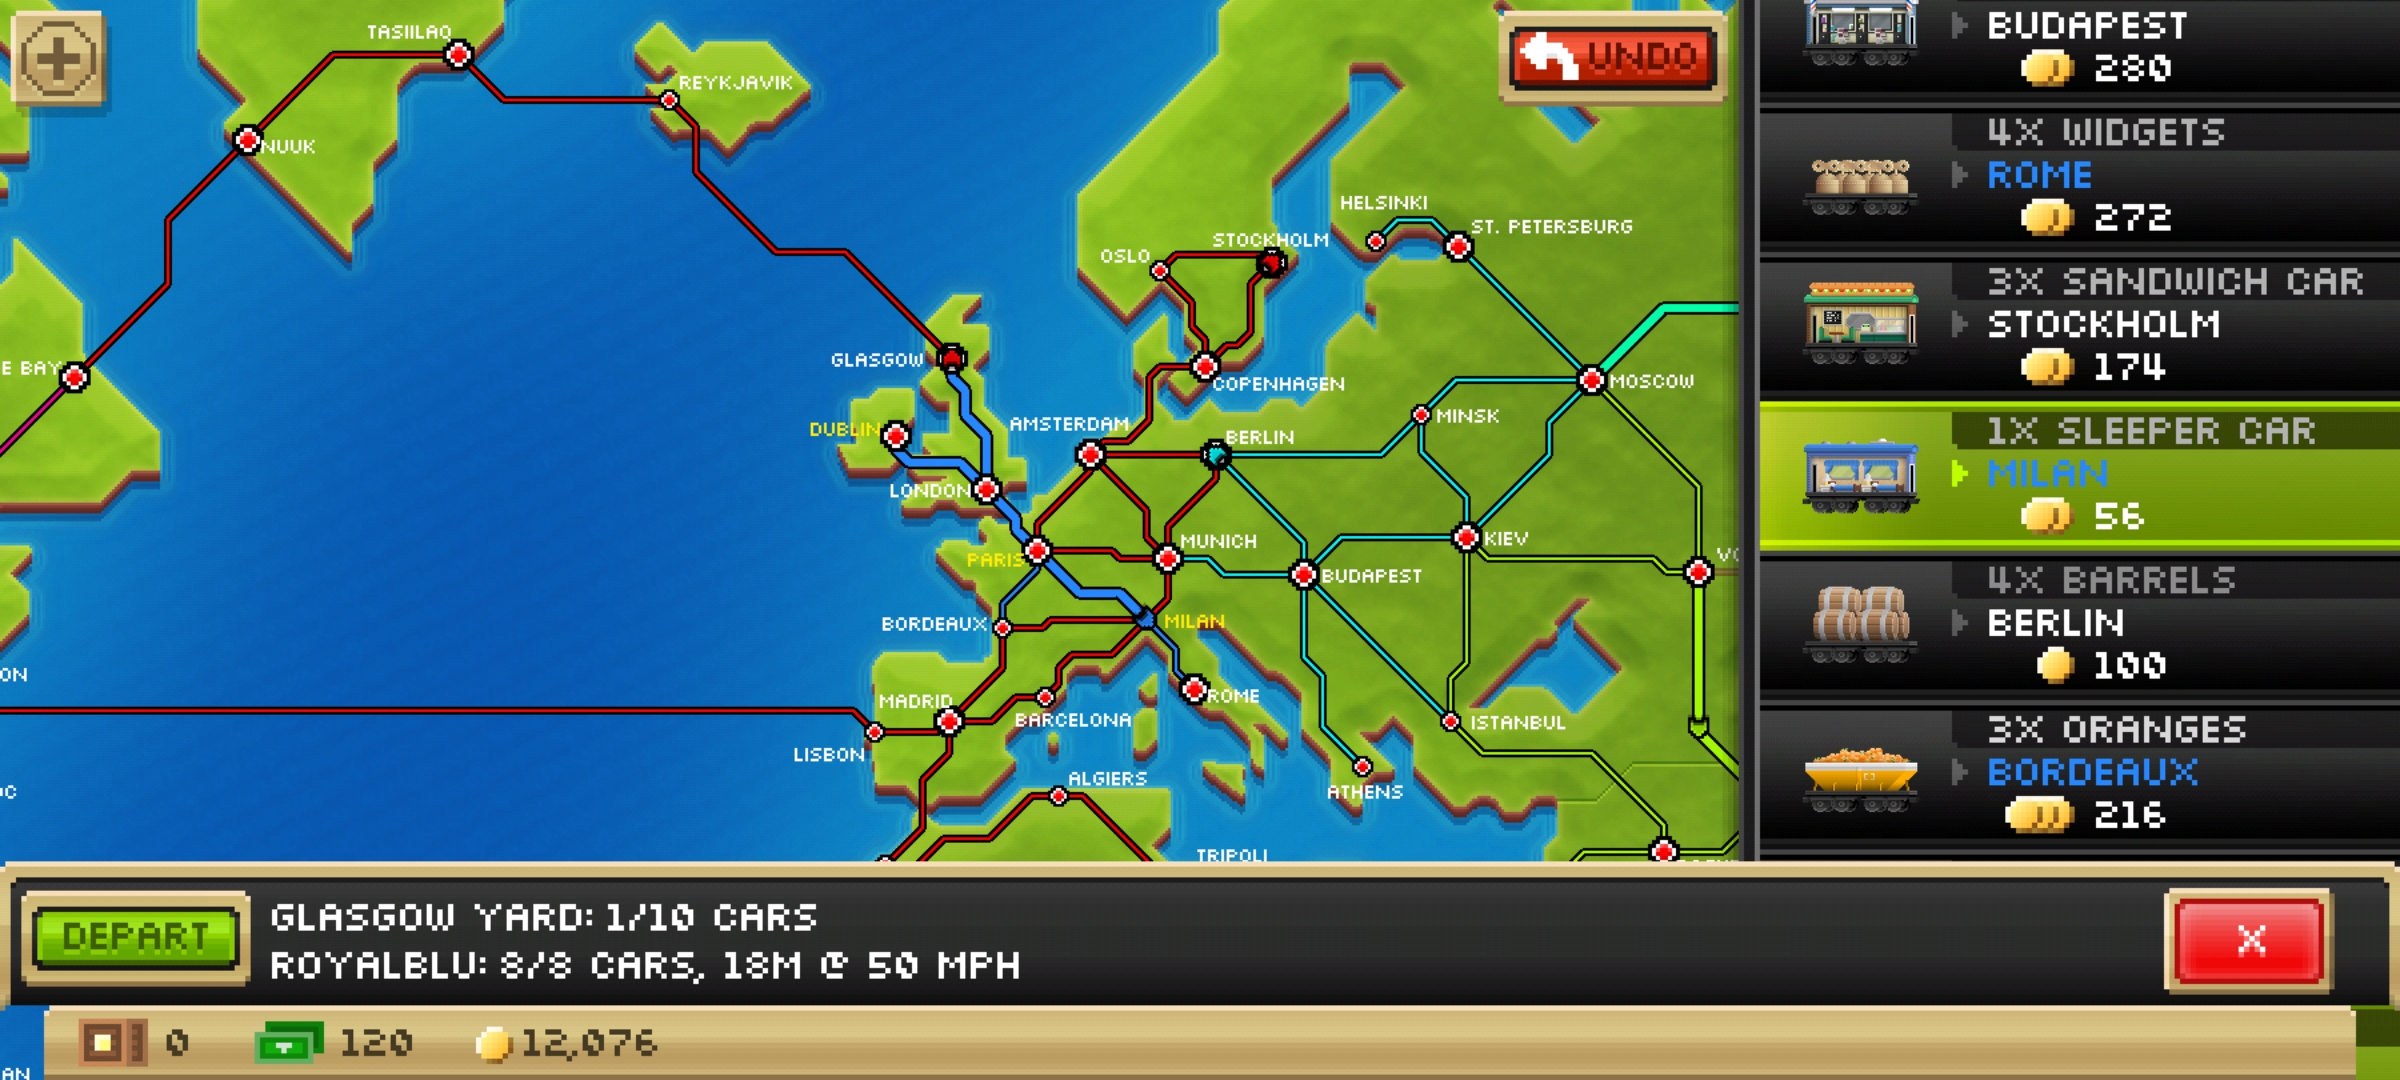 TASIILAQ
REYKJAVIK
NUUK
E BAY
HELSINKI
ST. PETERSBURG
STOCKHOLM
OSLO
GLASGOW
MOSCOW
COPENHAGEN
MINSK
AMSTERDAM
BERLIN
DUBLIN
LONDON
MUNICH
KIEV
PARIS
BUDAPEST
BORDEAUX
MILAN
ON
MADRID
ROME
BARCELONA
ISTANBUL
LISBON
ALGIERS
ATHENS
TRIPOLI
UNDO
BUDAPEST
280
4X WIDGETS
ROME
272
3X SANDWICH CAR
STOCKHOLM
174
1X SLEEPER CAR
MILAN
56
4X BARRELS
BERLIN
100
3X ORANGES
BORDEAUX
216
DEPART
GLASGOW YARD: 1/10 CARS
ROYALBLU: 8/8 CARS, 18M @ 50 MPH
X
0
120
12,076
AN